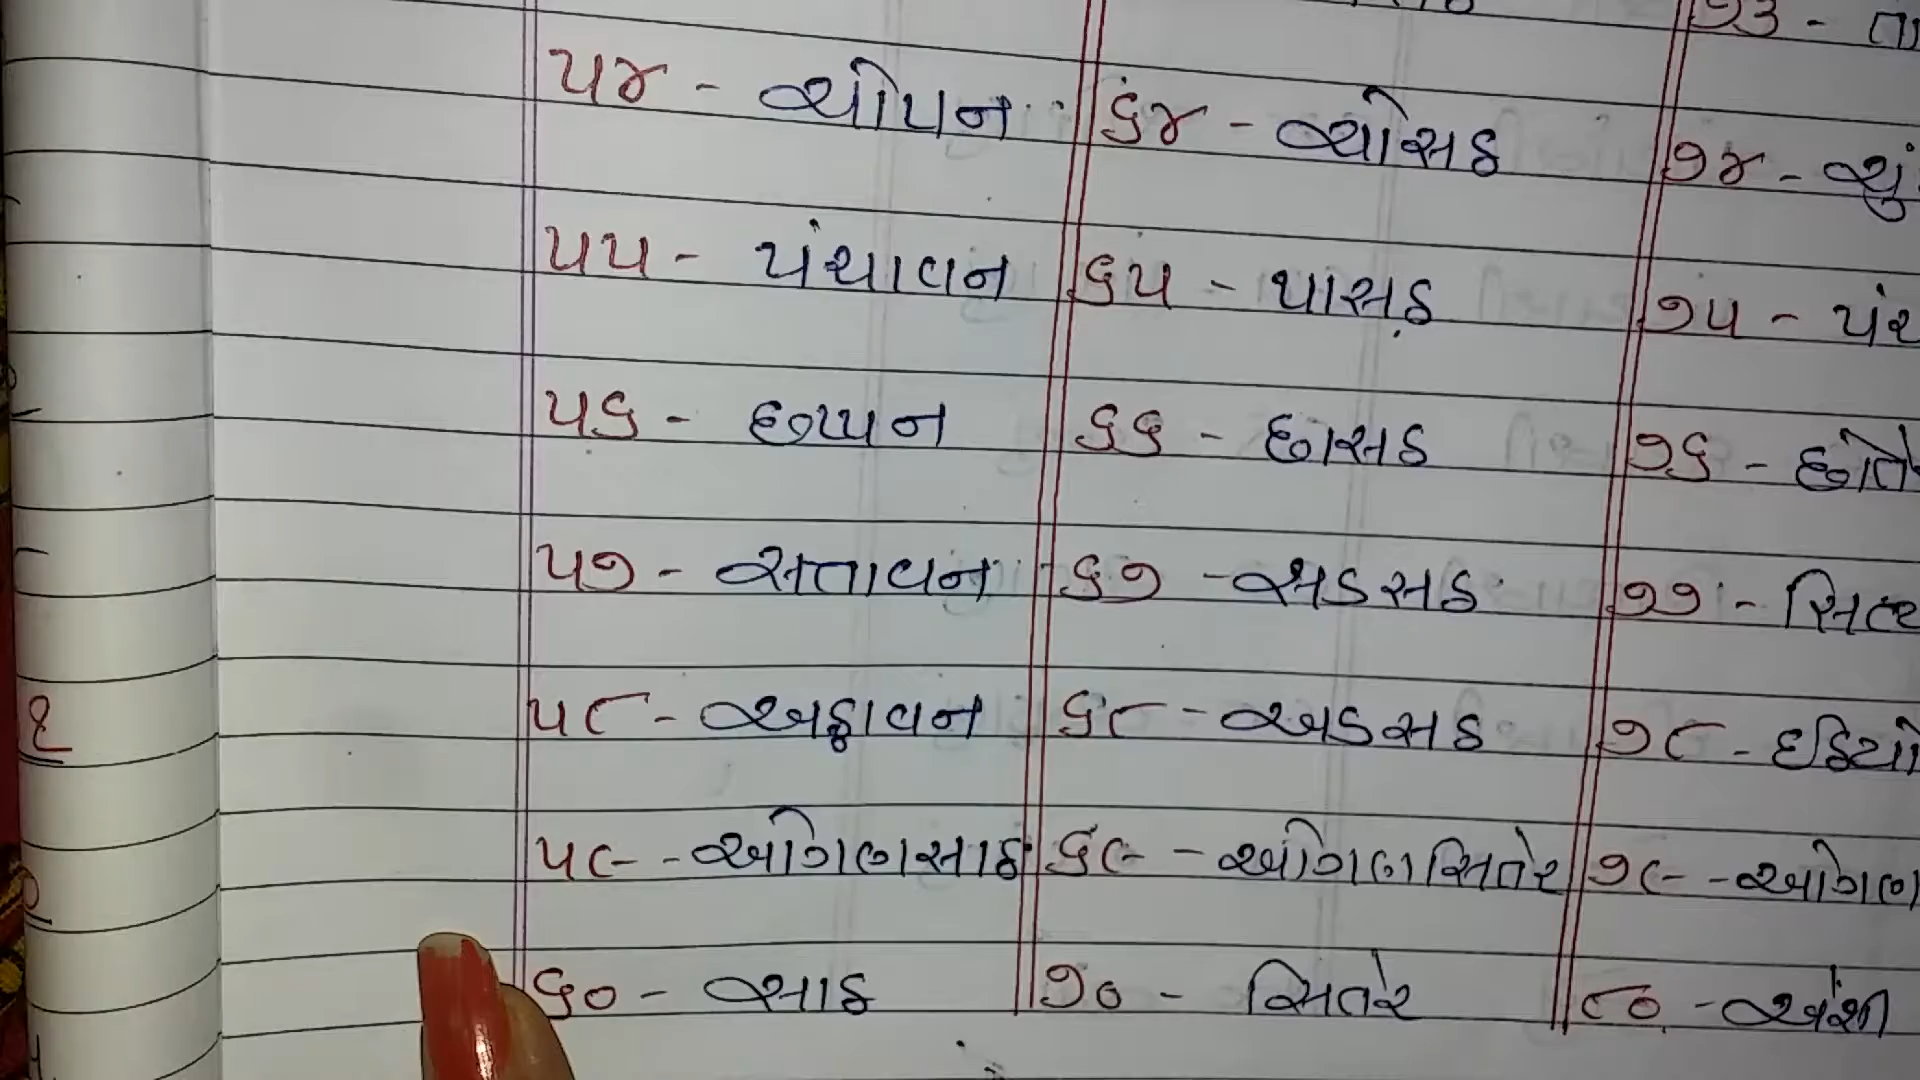 ૫૪ - ચોપન ૬૪ - ચોસઠ ૭૪ -
૫૫ - પંચાવન ૬૫ - પાસઠ ૭૫ -
૫૬ - છપ્પન ૬૬ - છાસઠ ૭૬ -
૫૭ - સતાવન ૬૭ - સડસઠ ૭૭ -
૫૮ - અઠ્ઠાવન ૬૮ - અડસઠ ૭૮ -
૫૯ - ઓગણસાઠ ૬૯ - ઓગણસિતેર ૭૯ - ઓગણ
૬૦ - સાઠ ૭૦ - સિતેર ૮૦ - એંશી